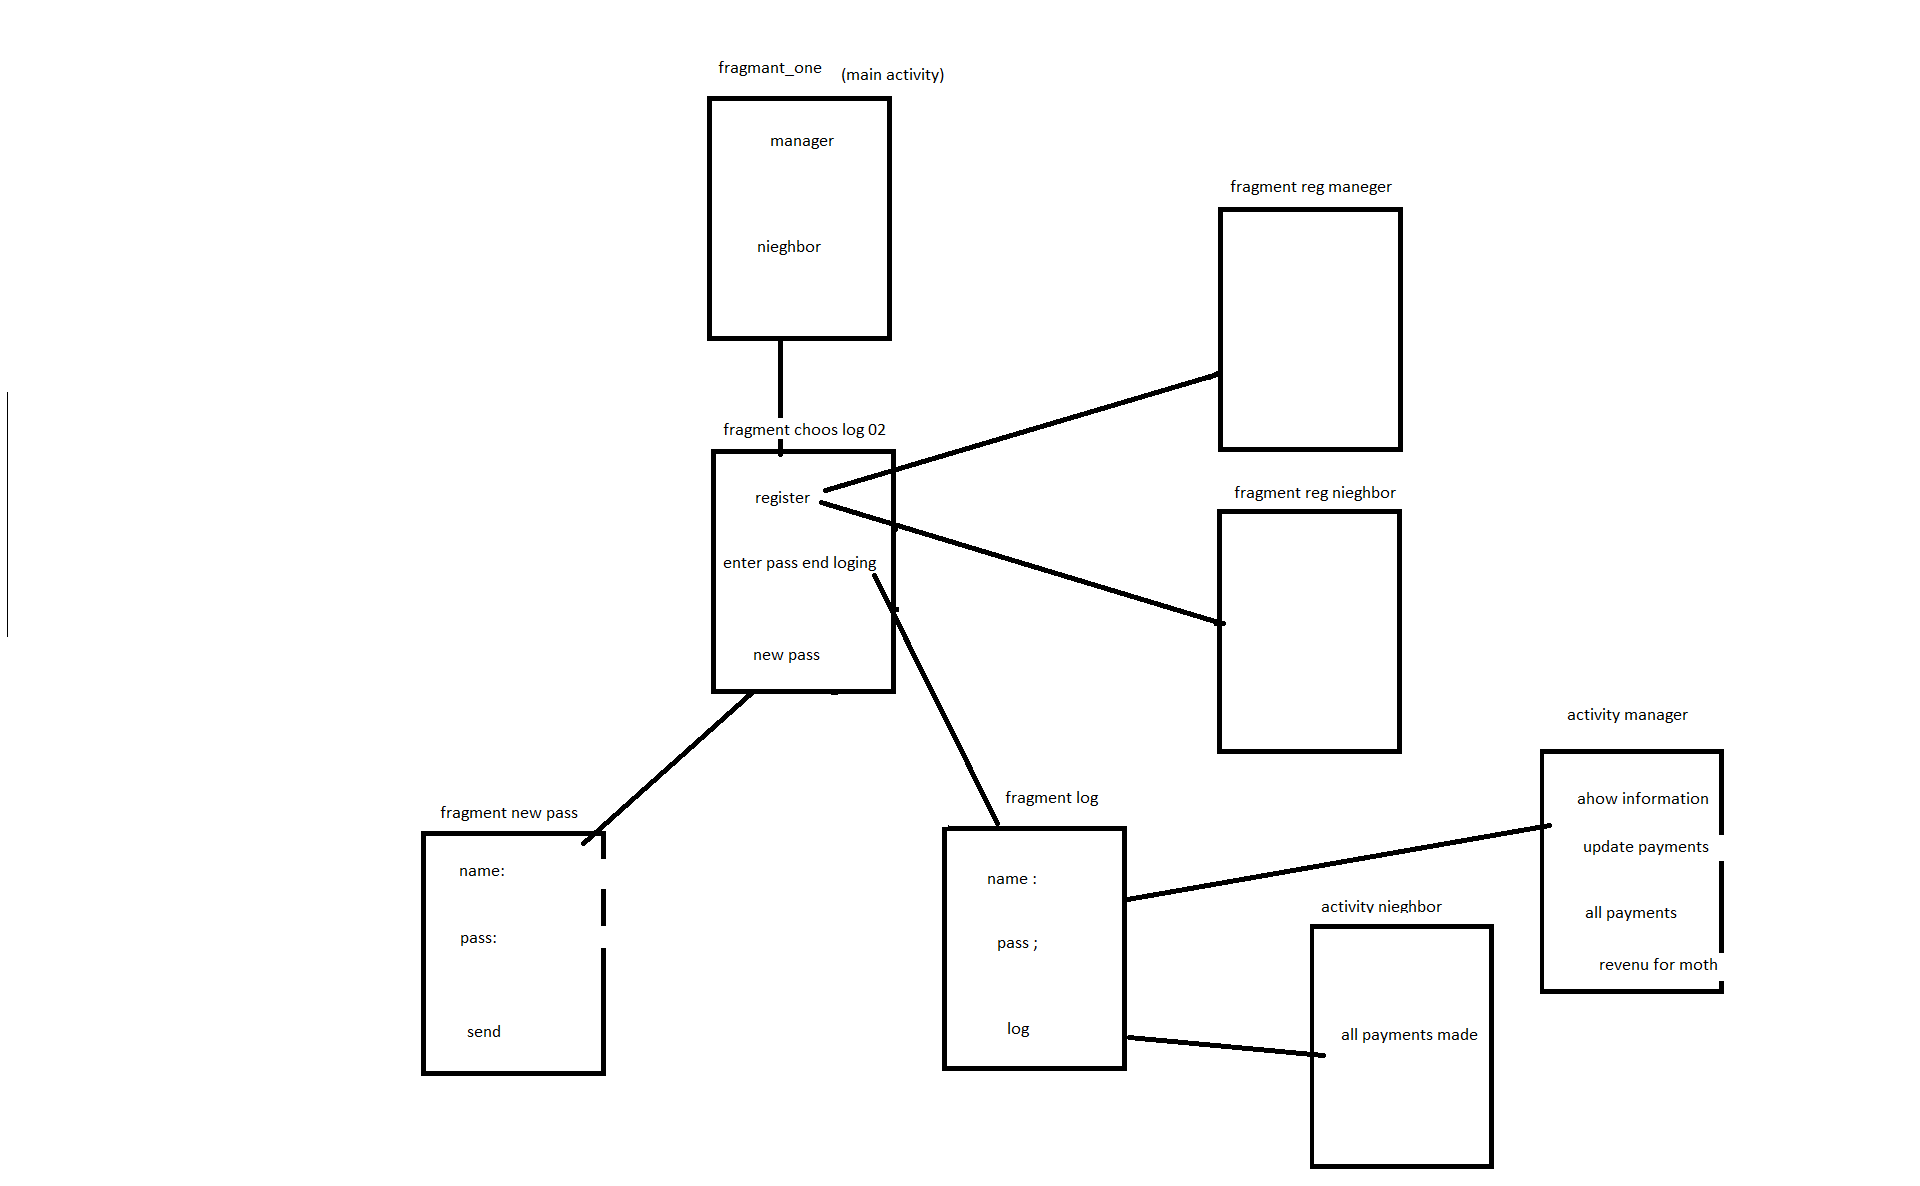 fragmant_one
(main activity)
manager
nieghbor
fragment reg maneger
fragment choos log 02
register
enter pass end loging
new pass
fragment reg nieghbor
fragment new pass
name:
pass:
send
fragment log
name :
pass ;
log
activity manager
ahow information
update payments
all payments
revenu for moth
activity nieghbor
all payments made